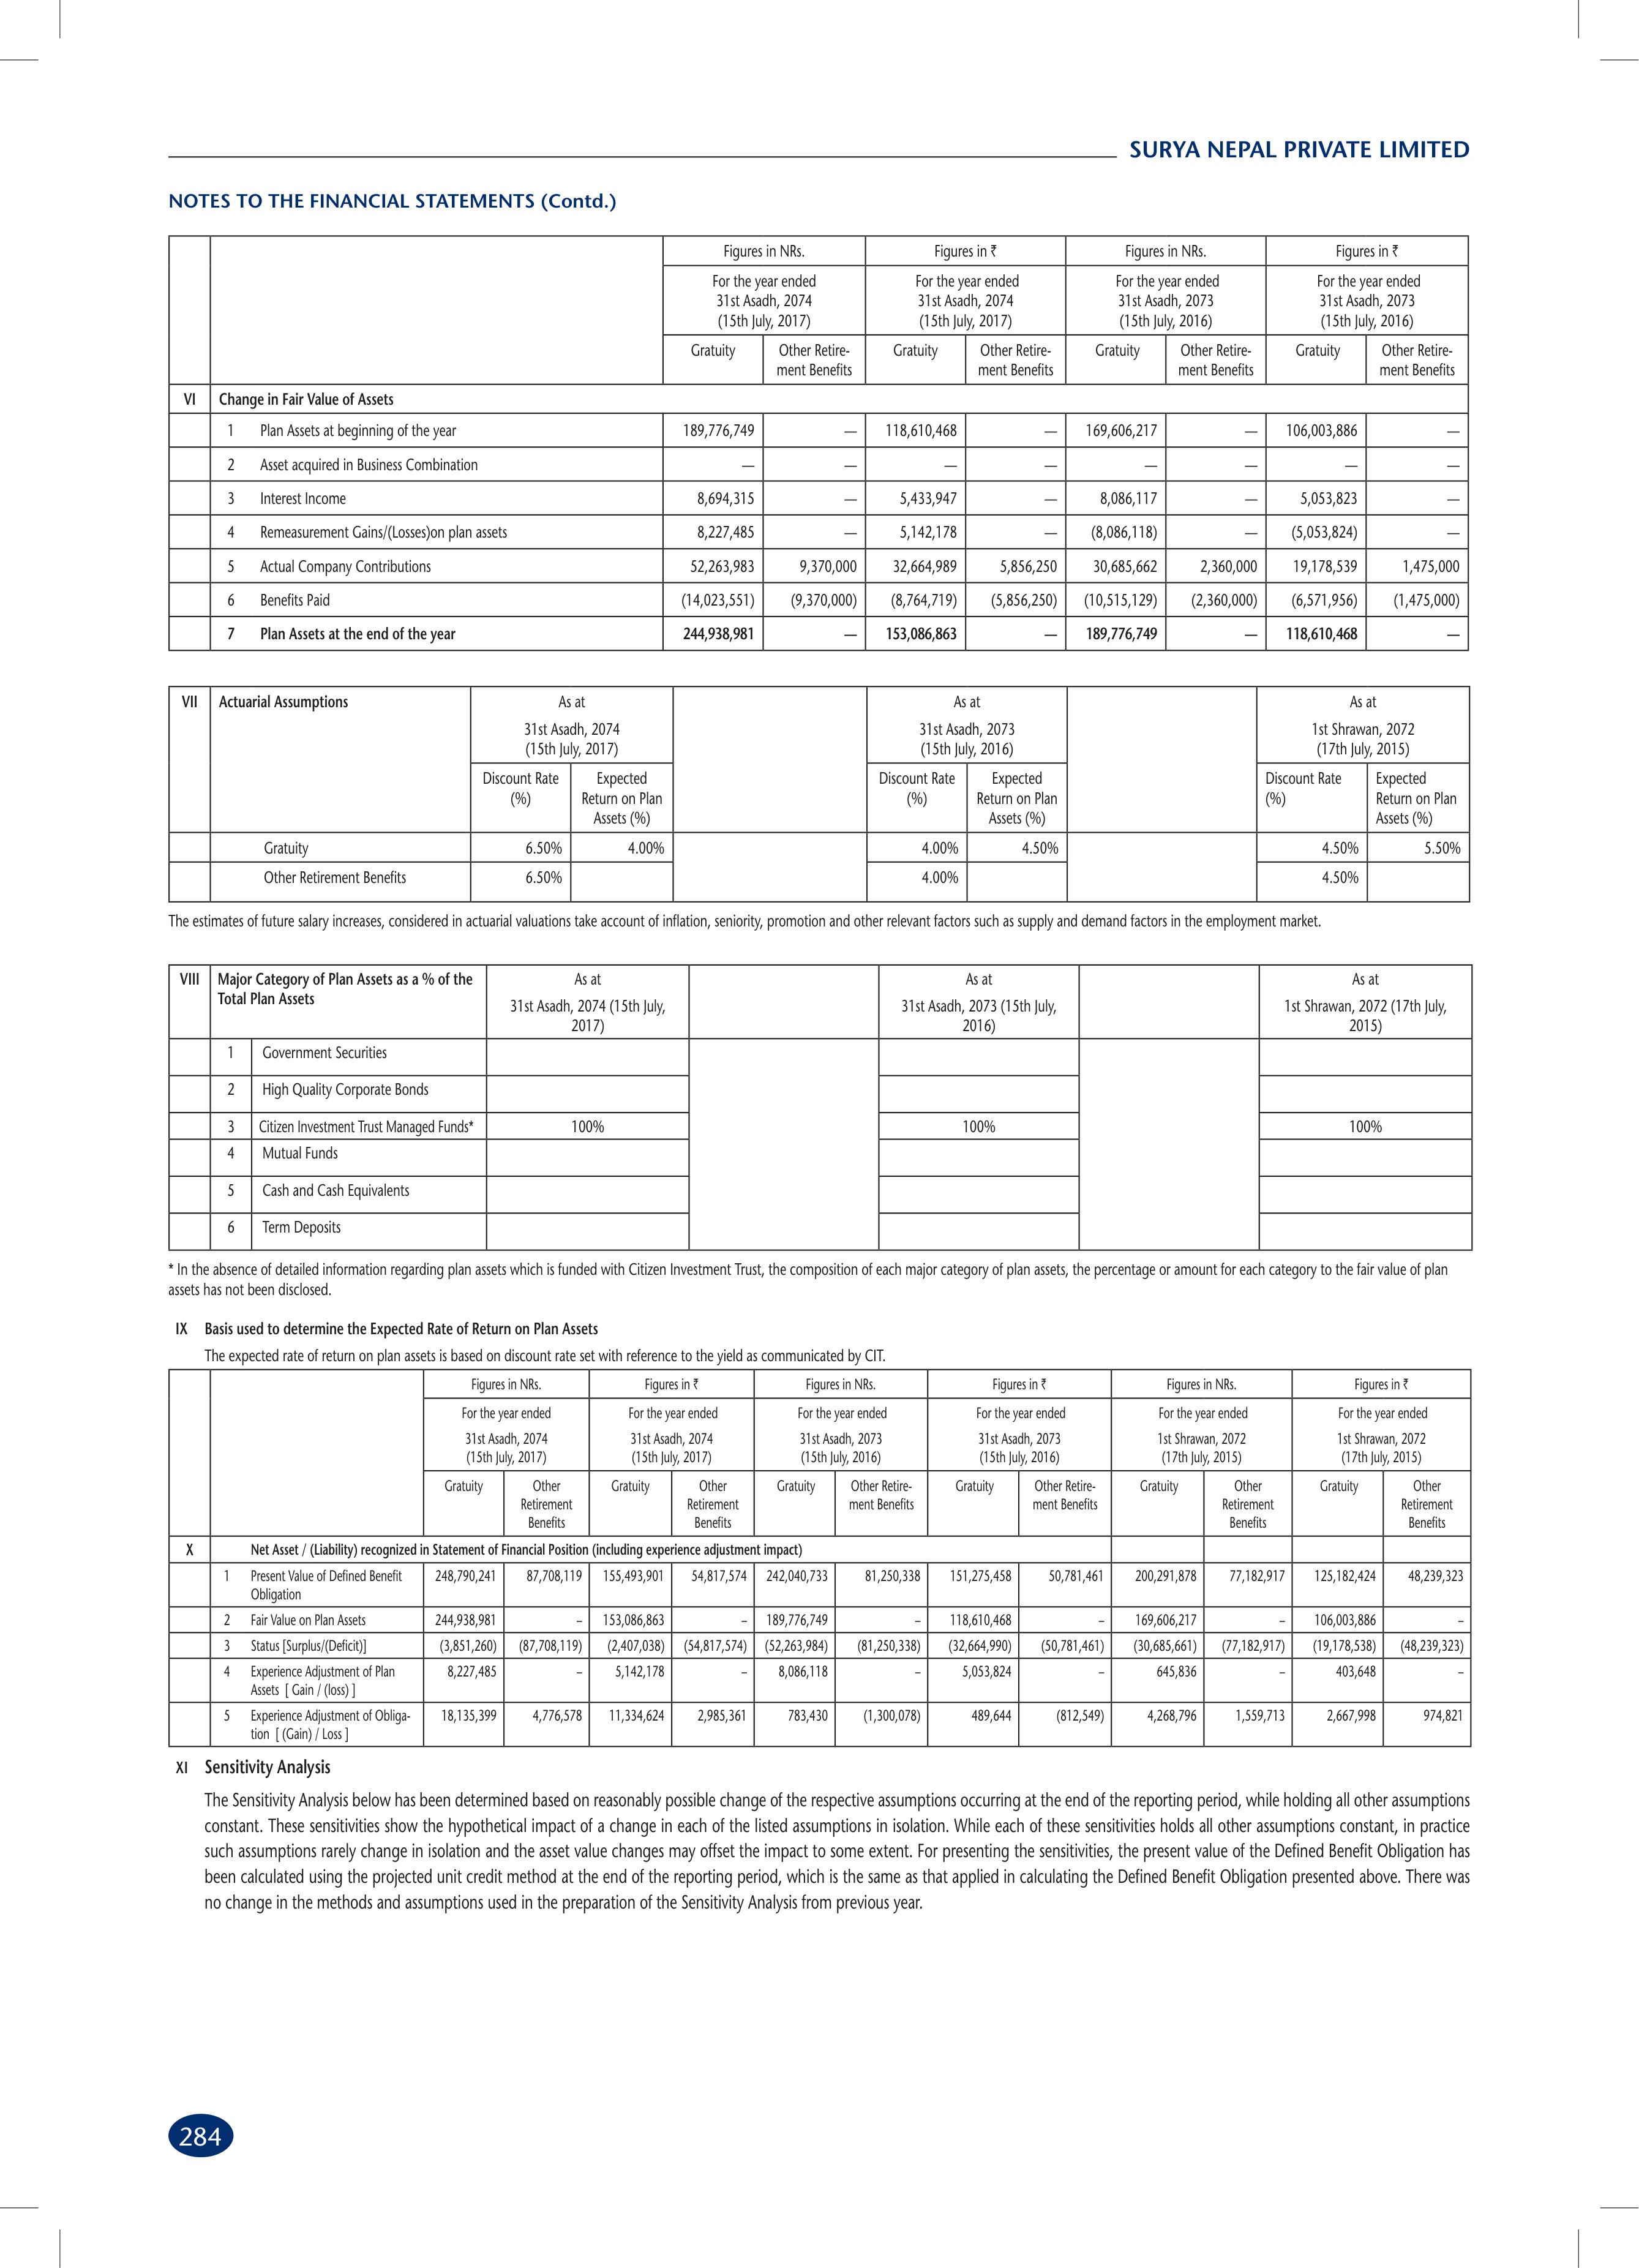 SURYA NEPAL PRIVATE LIMITED
NOTES TO THE FINANCIAL STATEMENTS (Contd.)
Figures in NRs. Figures in ₹ Figures in NRs. Figures in ₹
For the year ended For the year ended For the year ended For the year ended
31st Asadh, 2074 31st Asadh, 2074 31st Asadh, 2073 31st Asadh, 2073
(15th July, 2017) (15th July, 2017) (15th July, 2016) (15th July, 2016)
Gratuity Other Retire- Gratuity Other Retire- Gratuity Other Retire- Gratuity Other Retire-
ment Benefits ment Benefits ment Benefits ment Benefits
VI Change in Fair Value of Assets
1 Plan Assets at beginning of the year 189,776,749 — 118,610,468 — 169,606,217 — 106,003,886 —
2 Asset acquired in Business Combination — — — — — — — —
3 Interest Income 8,694,315 — 5,433,947 — 8,086,117 — 5,053,823 —
4 Remeasurement Gains/(Losses)on plan assets 8,227,485 — 5,142,178 — (8,086,118) — (5,053,824) —
5 Actual Company Contributions 52,263,983 9,370,000 32,664,989 5,856,250 30,685,662 2,360,000 19,178,539 1,475,000
6 Benefits Paid (14,023,551) (9,370,000) (8,764,719) (5,856,250) (10,515,129) (2,360,000) (6,571,956) (1,475,000)
7 Plan Assets at the end of the year 244,938,981 — 153,086,863 — 189,776,749 — 118,610,468 —
VII Actuarial Assumptions As at As at As at
31st Asadh, 2074 31st Asadh, 2073 1st Shrawan, 2072
(15th July, 2017) (15th July, 2016) (17th July, 2015)
Discount Rate Expected Discount Rate Expected Discount Rate Expected
(%) Return on Plan (%) Return on Plan (%) Return on Plan
Assets (%) Assets (%) Assets (%)
Gratuity 6.50% 4.00% 4.00% 4.50% 4.50% 5.50%
Other Retirement Benefits 6.50% 4.00% 4.50%
The estimates of future salary increases, considered in actuarial valuations take account of inflation, seniority, promotion and other relevant factors such as supply and demand factors in the employment market.
VIII Major Category of Plan Assets as a % of the As at As at As at
Total Plan Assets
31st Asadh, 2074 (15th July, 31st Asadh, 2073 (15th July, 1st Shrawan, 2072 (17th July,
2017) 2016) 2015)
1 Government Securities
2 High Quality Corporate Bonds
3 Citizen Investment Trust Managed Funds* 100% 100% 100%
4 Mutual Funds
5 Cash and Cash Equivalents
6 Term Deposits
* In the absence of detailed information regarding plan assets which is funded with Citizen Investment Trust, the composition of each major category of plan assets, the percentage or amount for each category to the fair value of plan
assets has not been disclosed.
IX Basis used to determine the Expected Rate of Return on Plan Assets
The expected rate of return on plan assets is based on discount rate set with reference to the yield as communicated by CIT.
Figures in NRs. Figures in ₹ Figures in NRs. Figures in ₹ Figures in NRs. Figures in ₹
For the year ended For the year ended For the year ended For the year ended For the year ended For the year ended
31st Asadh, 2074 31st Asadh, 2074 31st Asadh, 2073 31st Asadh, 2073 1st Shrawan, 2072 1st Shrawan, 2072
(15th July, 2017) (15th July, 2017) (15th July, 2016) (15th July, 2016) (17th July, 2015) (17th July, 2015)
Gratuity Other Gratuity Other Gratuity Other Retire- Gratuity Other Retire- Gratuity Other Gratuity Other
Retirement Retirement ment Benefits ment Benefits Retirement Retirement
Benefits Benefits Benefits Benefits
X Net Asset / (Liability) recognized in Statement of Financial Position (including experience adjustment impact)
1 Present Value of Defined Benefit 248,790,241 87,708,119 155,493,901 54,817,574 242,040,733 81,250,338 151,275,458 50,781,461 200,291,878 77,182,917 125,182,424 48,239,323
Obligation
2 Fair Value on Plan Assets 244,938,981 – 153,086,863 – 189,776,749 – 118,610,468 – 169,606,217 – 106,003,886 –
3 Status [Surplus/(Deficit)] (3,851,260) (87,708,119) (2,407,038) (54,817,574) (52,263,984) (81,250,338) (32,664,990) (50,781,461) (30,685,661) (77,182,917) (19,178,538) (48,239,323)
4 Experience Adjustment of Plan 8,227,485 – 5,142,178 – 8,086,118 – 5,053,824 – 645,836 – 403,648 –
Assets [ Gain / (loss) ]
5 Experience Adjustment of Obliga- 18,135,399 4,776,578 11,334,624 2,985,361 783,430 (1,300,078) 489,644 (812,549) 4,268,796 1,559,713 2,667,998 974,821
tion [ (Gain) / Loss ]
XI Sensitivity Analysis
The Sensitivity Analysis below has been determined based on reasonably possible change of the respective assumptions occurring at the end of the reporting period, while holding all other assumptions
constant. These sensitivities show the hypothetical impact of a change in each of the listed assumptions in isolation. While each of these sensitivities holds all other assumptions constant, in practice
such assumptions rarely change in isolation and the asset value changes may offset the impact to some extent. For presenting the sensitivities, the present value of the Defined Benefit Obligation has
been calculated using the projected unit credit method at the end of the reporting period, which is the same as that applied in calculating the Defined Benefit Obligation presented above. There was
no change in the methods and assumptions used in the preparation of the Sensitivity Analysis from previous year.
284